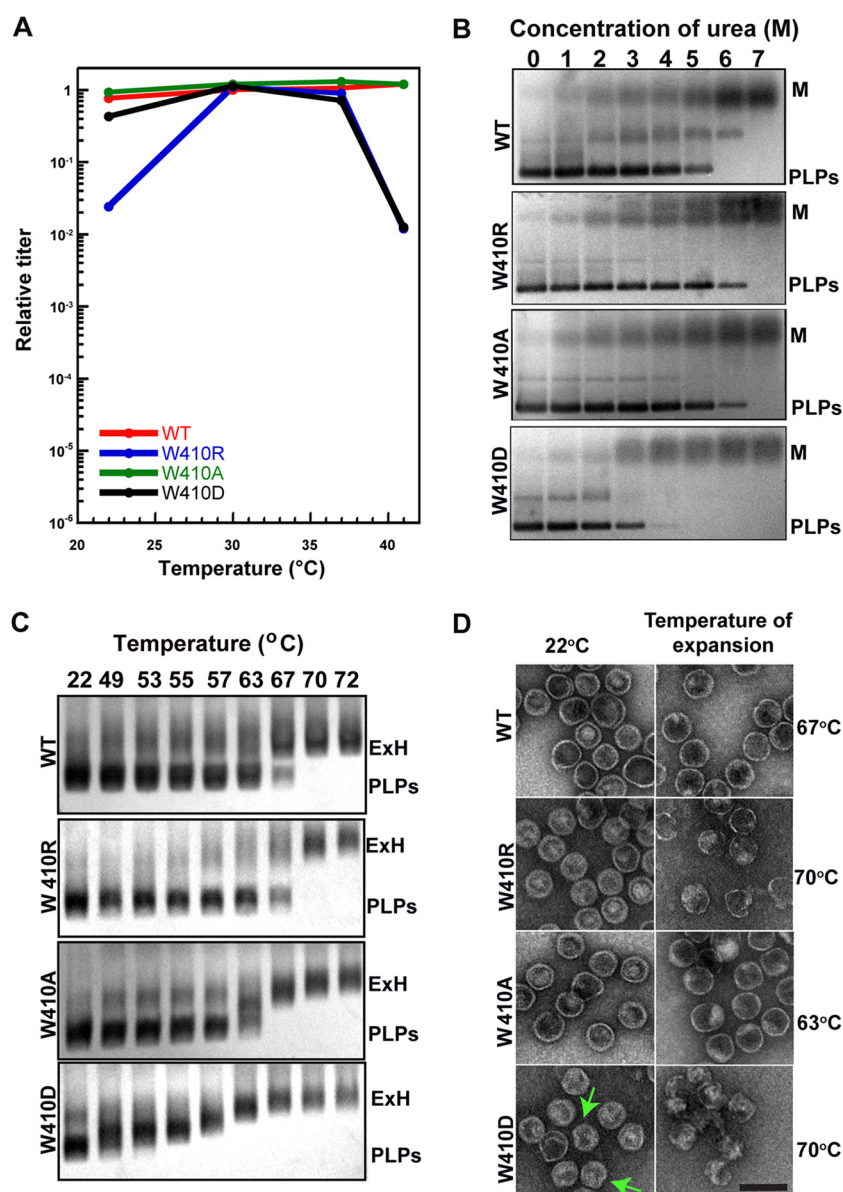 A
Relative titer
1
10-1
10-2
10-3
10-4
10-5
10-6
WT
W410R
W410A
W410D
20 25 30 35 40
Temperature (°C)
B
Concentration of urea (M)
0 1 2 3 4 5 6 7
WT
M
PLPs
W410R
M
PLPs
W410A
M
PLPs
W410D
M
PLPs
C
Temperature (°C)
22 49 53 55 57 63 67 70 72
WT
ExH
PLPs
W410R
ExH
PLPs
W410A
ExH
PLPs
W410D
ExH
PLPs
D
22°C
Temperature of
expansion
WT
67°C
W410R
70°C
W410A
63°C
W410D
70°C